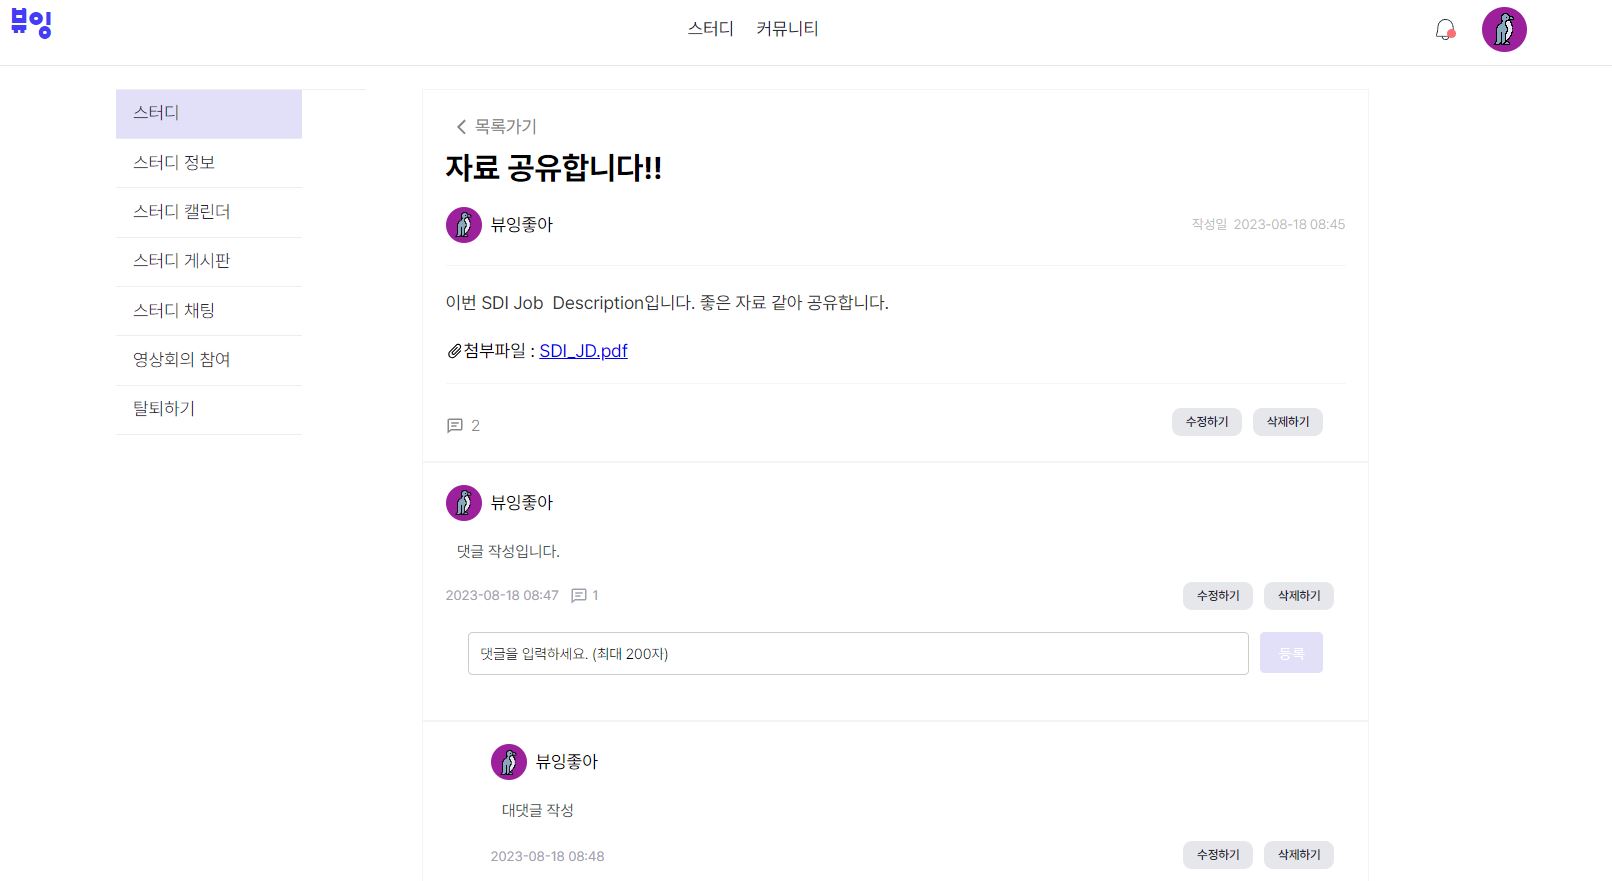 뷰잉
스터디 커뮤니티
스터디
스터디 정보
스터디 캘린더
스터디 게시판
스터디 채팅
영상회의 참여
탈퇴하기
목록가기
자료 공유합니다!!
뷰잉좋아 작성일 2023-08-18 08:45
이번 SDI Job Description입니다. 좋은 자료 같아 공유합니다.
첨부파일 : SDI_JD.pdf
2 수정하기 삭제하기
뷰잉좋아
댓글 작성입니다.
2023-08-18 08:47 1 수정하기 삭제하기
댓글을 입력하세요. (최대 200자) 등록
뷰잉좋아
대댓글 작성
2023-08-18 08:48 수정하기 삭제하기